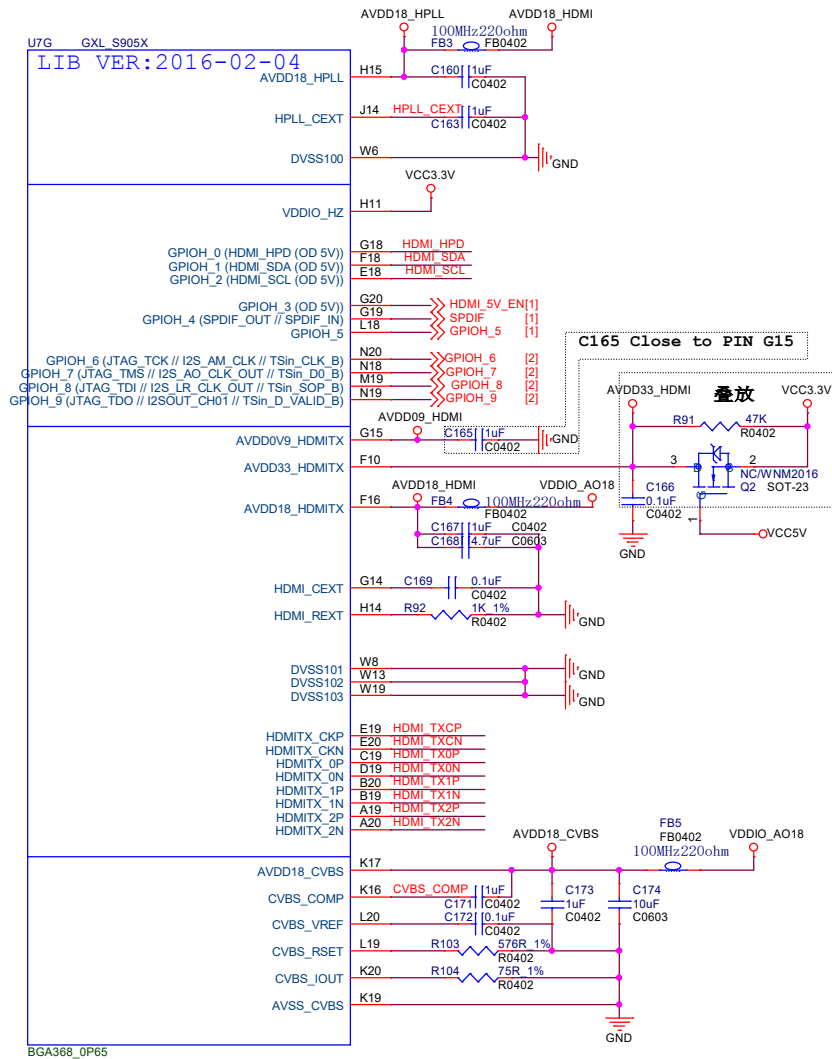 AVDD18_HPLL AVDD18_HDMI
100MHz220ohm
U7G GXL_S905X FB3 FB0402
LIB VER:2016-02-04
AVDD18_HPLL H15 C160 1uF
C0402
HPLL_CEXT J14 HPLL_CEXT 1uF
C163 C0402
DVSS100 W6 GND
VCC3.3V
VDDIO_HZ H11
GPIOH_0 (HDMI_HPD (OD 5V)) G18 HDMI_HPD
GPIOH_1 (HDMI_SDA (OD 5V)) F18 HDMI_SDA
GPIOH_2 (HDMI_SCL (OD 5V)) E18 HDMI_SCL
GPIOH_3 (OD 5V) G20 HDMI_5V_EN[1]
GPIOH_4 (SPDIF_OUT // SPDIF_IN) G19 SPDIF [1]
GPIOH_5 L18 GPIOH_5 [1]
C165 Close to PIN G15
GPIOH_6 (JTAG_TCK // I2S_AM_CLK // TSin_CLK_B) N20 GPIOH_6 [2]
GPIOH_7 (JTAG_TMS // I2S_AO_CLK_OUT // TSin_D0_B) N18 GPIOH_7 [2]
GPIOH_8 (JTAG_TDI // I2S_LR_CLK_OUT // TSin_SOP_B) M19 GPIOH_8 [2]
GPIOH_9 (JTAG_TDO // I2SOUT_CH01 // TSin_D_VALID_B) N19 GPIOH_9 [2]
AVDD33_HDMI 叠放 VCC3.3V
R91 47K
R0402
AVDD09_HDMI
AVDD0V9_HDMITX G15 C165 1uF GND
C0402
AVDD33_HDMITX F10 3 2
NC/WNM2016
Q2 SOT-23
D S G
1
C166
0.1uF
C0402
GND
VCC5V
AVDD18_HDMI VDDIO_AO18
AVDD18_HDMITX F16 FB4 100MHz220ohm
FB0402
C167 1uF C0402
C168 4.7uF C0603
HDMI_CEXT G14 C169 0.1uF
C0402
HDMI_REXT H14 R92 1K_1% GND
R0402
DVSS101 W8 GND
DVSS102 W13
DVSS103 W19 GND
HDMITX_CKP E19 HDMI_TXCP
HDMITX_CKN E20 HDMI_TXCN
HDMITX_0P C19 HDMI_TX0P
HDMITX_0N D19 HDMI_TX0N
HDMITX_1P B20 HDMI_TX1P
HDMITX_1N B19 HDMI_TX1N
HDMITX_2P A19 HDMI_TX2P
HDMITX_2N A20 HDMI_TX2N
AVDD18_CVBS FB5 VDDIO_AO18
FB0402
100MHz220ohm
AVDD18_CVBS K17
CVBS_COMP K16 CVBS_COMP 1uF
C171 C0402
C173
1uF
C0402
C174
10uF
C0603
CVBS_VREF L20 C172 0.1uF
C0402
CVBS_RSET L19 R103 576R_1%
R0402
CVBS_IOUT K20 R104 75R_1%
R0402
AVSS_CVBS K19
GND
BGA368_0P65